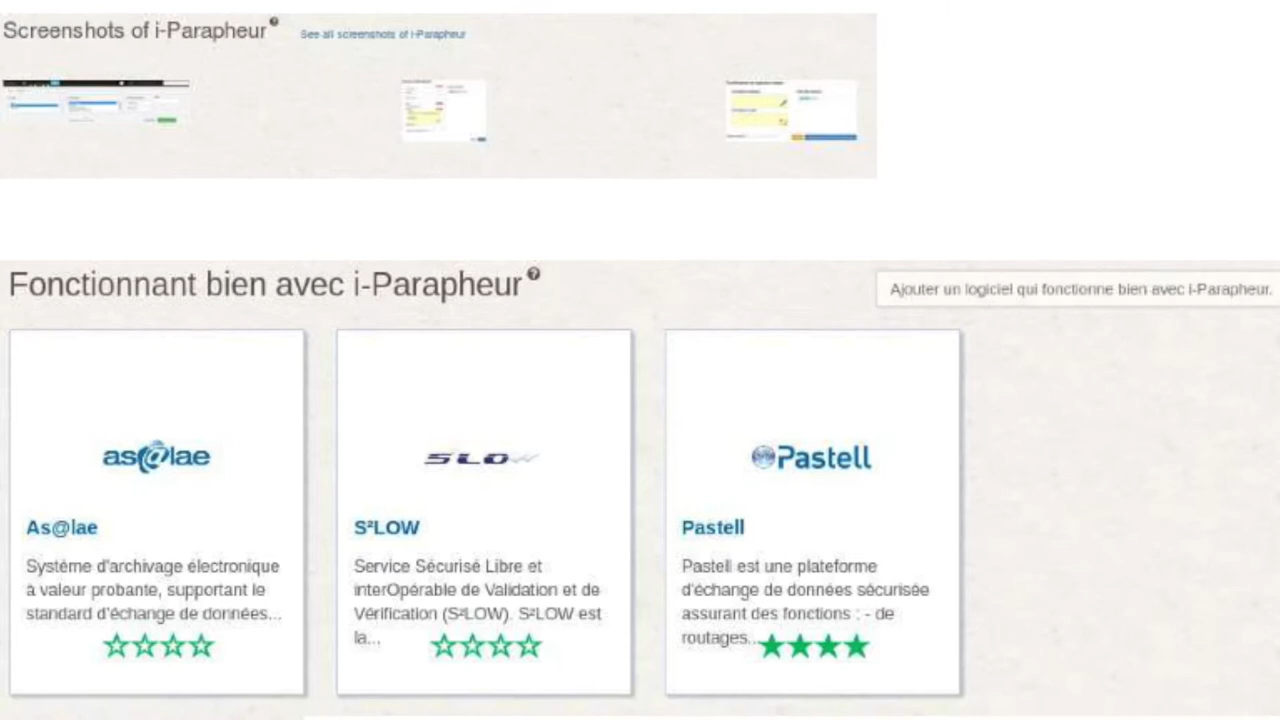 Screenshots of i-Parapheur
See all screenshots of i-Parapheur
Fonctionnant bien avec i-Parapheur
Ajouter un logiciel qui fonctionne bien avec i-Parapheur.
as@lae
SLOW
Pastell
As@lae
Système d'archivage électronique
à valeur probante, supportant le
standard d'échange de données...
S²LOW
Service Sécurisé Libre et
interOpérable de Validation et de
Vérification (S²LOW). S²LOW est
la...
Pastell
Pastell est une plateforme
d'échange de données sécurisée
assurant des fonctions : - de
routages...